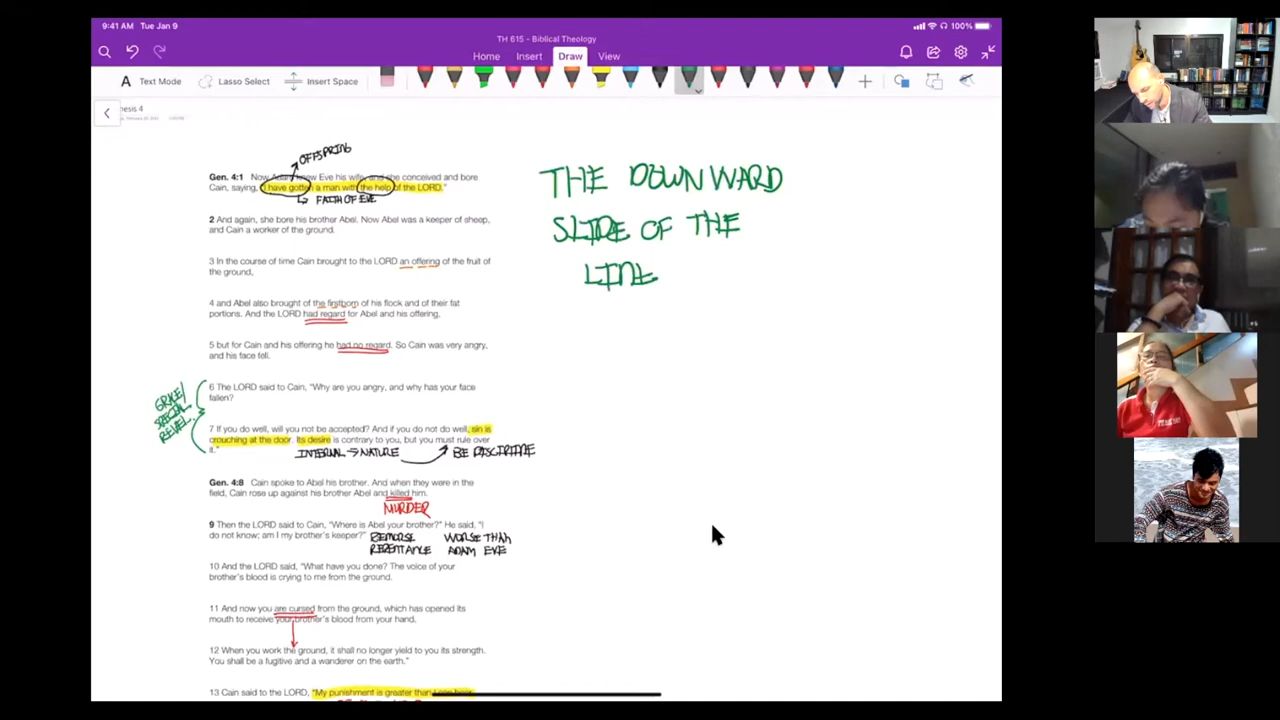 9:41 AM Tue Jan 9
100%
TH 615 - Biblical Theology
Home Insert Draw View
A Text Mode Lasso Select Insert Space
esis 4
OFFSPRING
Gen. 4:1 Now Adam knew Eve his wife, and she conceived and bore
Cain, saying, "I have gotten a man with the help of the LORD."
FAITH OF EVE
THE DOWNWARD
SLIDE OF THE
LINE
2 And again, she bore his brother Abel. Now Abel was a keeper of sheep,
and Cain a worker of the ground.
3 In the course of time Cain brought to the LORD an offering of the fruit of
the ground,
4 and Abel also brought of the firstborn of his flock and of their fat
portions. And the LORD had regard for Abel and his offering,
5 but for Cain and his offering he had no regard. So Cain was very angry,
and his face fell.
GRACE/
SPECIAL
REVEL.
6 The LORD said to Cain, "Why are you angry, and why has your face
fallen?
7 If you do well, will you not be accepted? And if you do not do well, sin is
crouching at the door. Its desire is contrary to you, but you must rule over
it."
INTERNAL → NATURE BE DISCIPLINE
Gen. 4:8 Cain spoke to Abel his brother. And when they were in the
field, Cain rose up against his brother Abel and killed him.
MURDER
9 Then the LORD said to Cain, "Where is Abel your brother?" He said, "I
do not know; am I my brother's keeper?"
REMORSE WORSE THAN
REPENTANCE ADAM EVE
10 And the LORD said, "What have you done? The voice of your
brother's blood is crying to me from the ground.
11 And now you are cursed from the ground, which has opened its
mouth to receive your brother's blood from your hand.
12 When you work the ground, it shall no longer yield to you its strength.
You shall be a fugitive and a wanderer on the earth."
13 Cain said to the LORD, "My punishment is greater than I can bear.